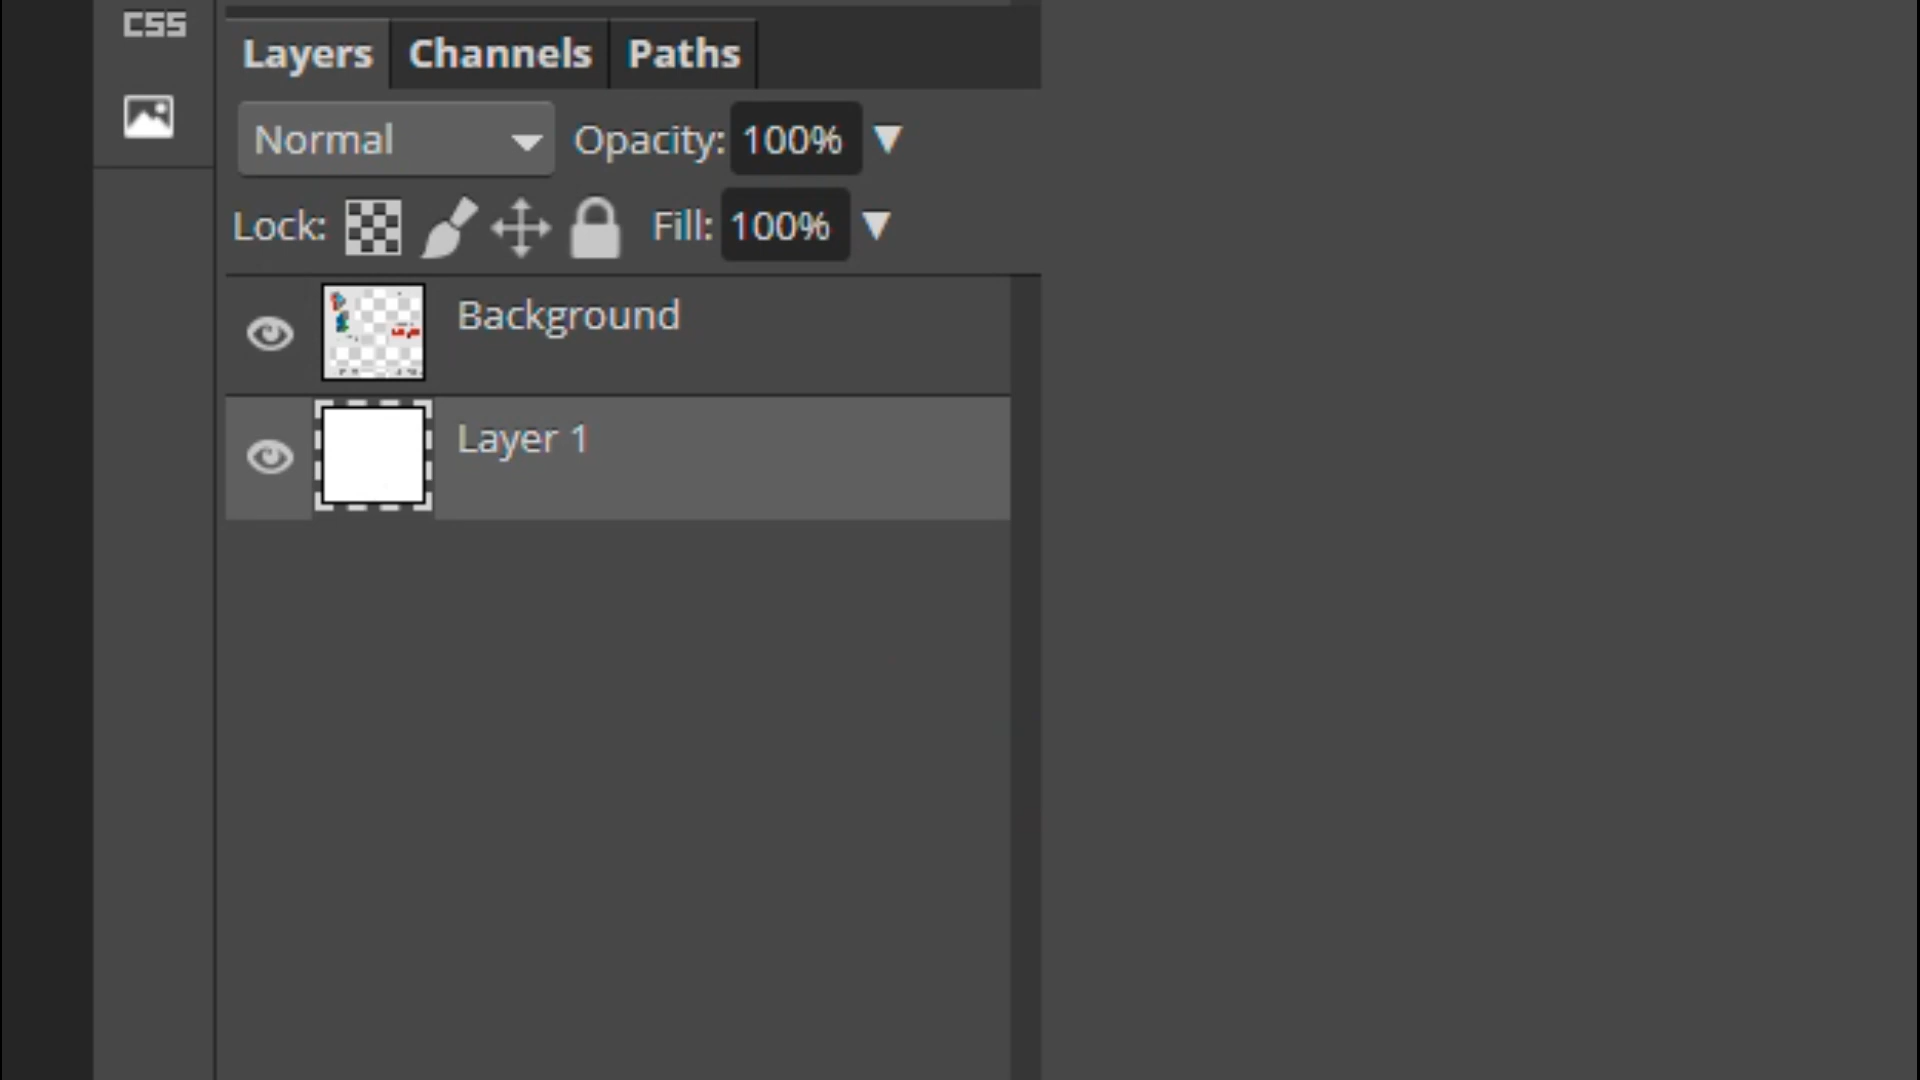 CSS
Layers Channels Paths
Normal Opacity: 100%
Lock: Fill: 100%
Background
Layer 1